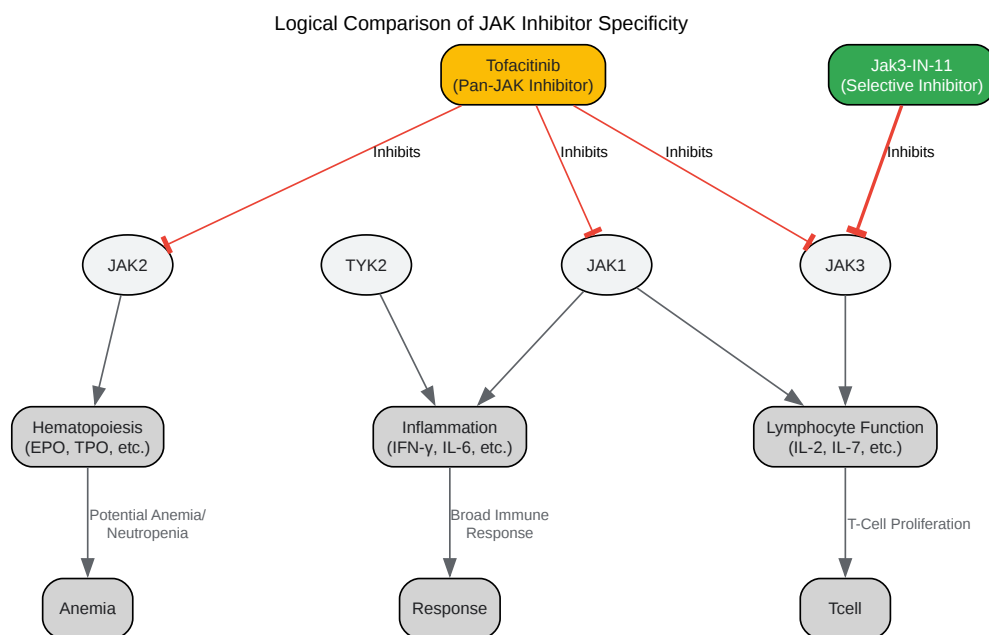 Logical Comparison of JAK Inhibitor Specificity
Tofacitinib
(Pan-JAK Inhibitor)
Jak3-IN-11
(Selective Inhibitor)
Inhibits
Inhibits
Inhibits
Inhibits
JAK2
TYK2
JAK1
JAK3
Hematopoiesis
(EPO, TPO, etc.)
Inflammation
(IFN-γ, IL-6, etc.)
Lymphocyte Function
(IL-2, IL-7, etc.)
Potential Anemia/
Neutropenia
Broad Immune
Response
T-Cell Proliferation
Anemia
Response
Tcell